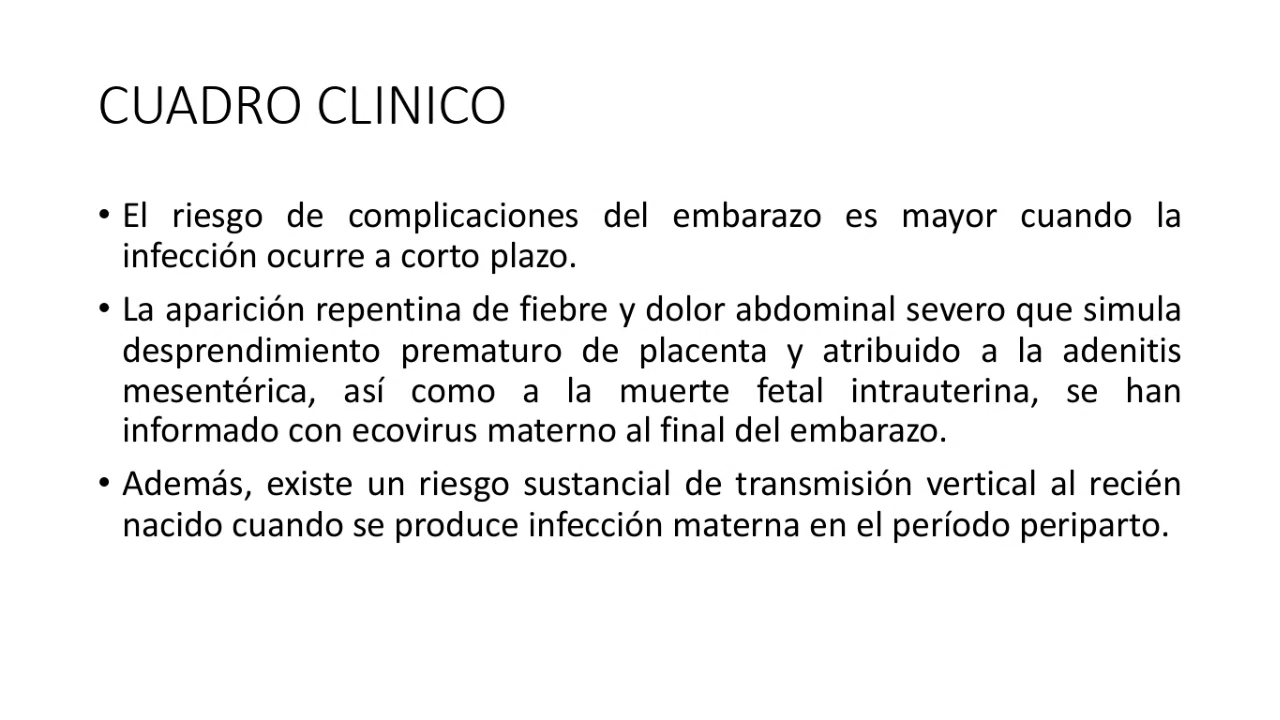 CUADRO CLINICO
• El riesgo de complicaciones del embarazo es mayor cuando la
infección ocurre a corto plazo.
• La aparición repentina de fiebre y dolor abdominal severo que simula
desprendimiento prematuro de placenta y atribuido a la adenitis
mesentérica, así como a la muerte fetal intrauterina, se han
informado con ecovirus materno al final del embarazo.
• Además, existe un riesgo sustancial de transmisión vertical al recién
nacido cuando se produce infección materna en el período periparto.